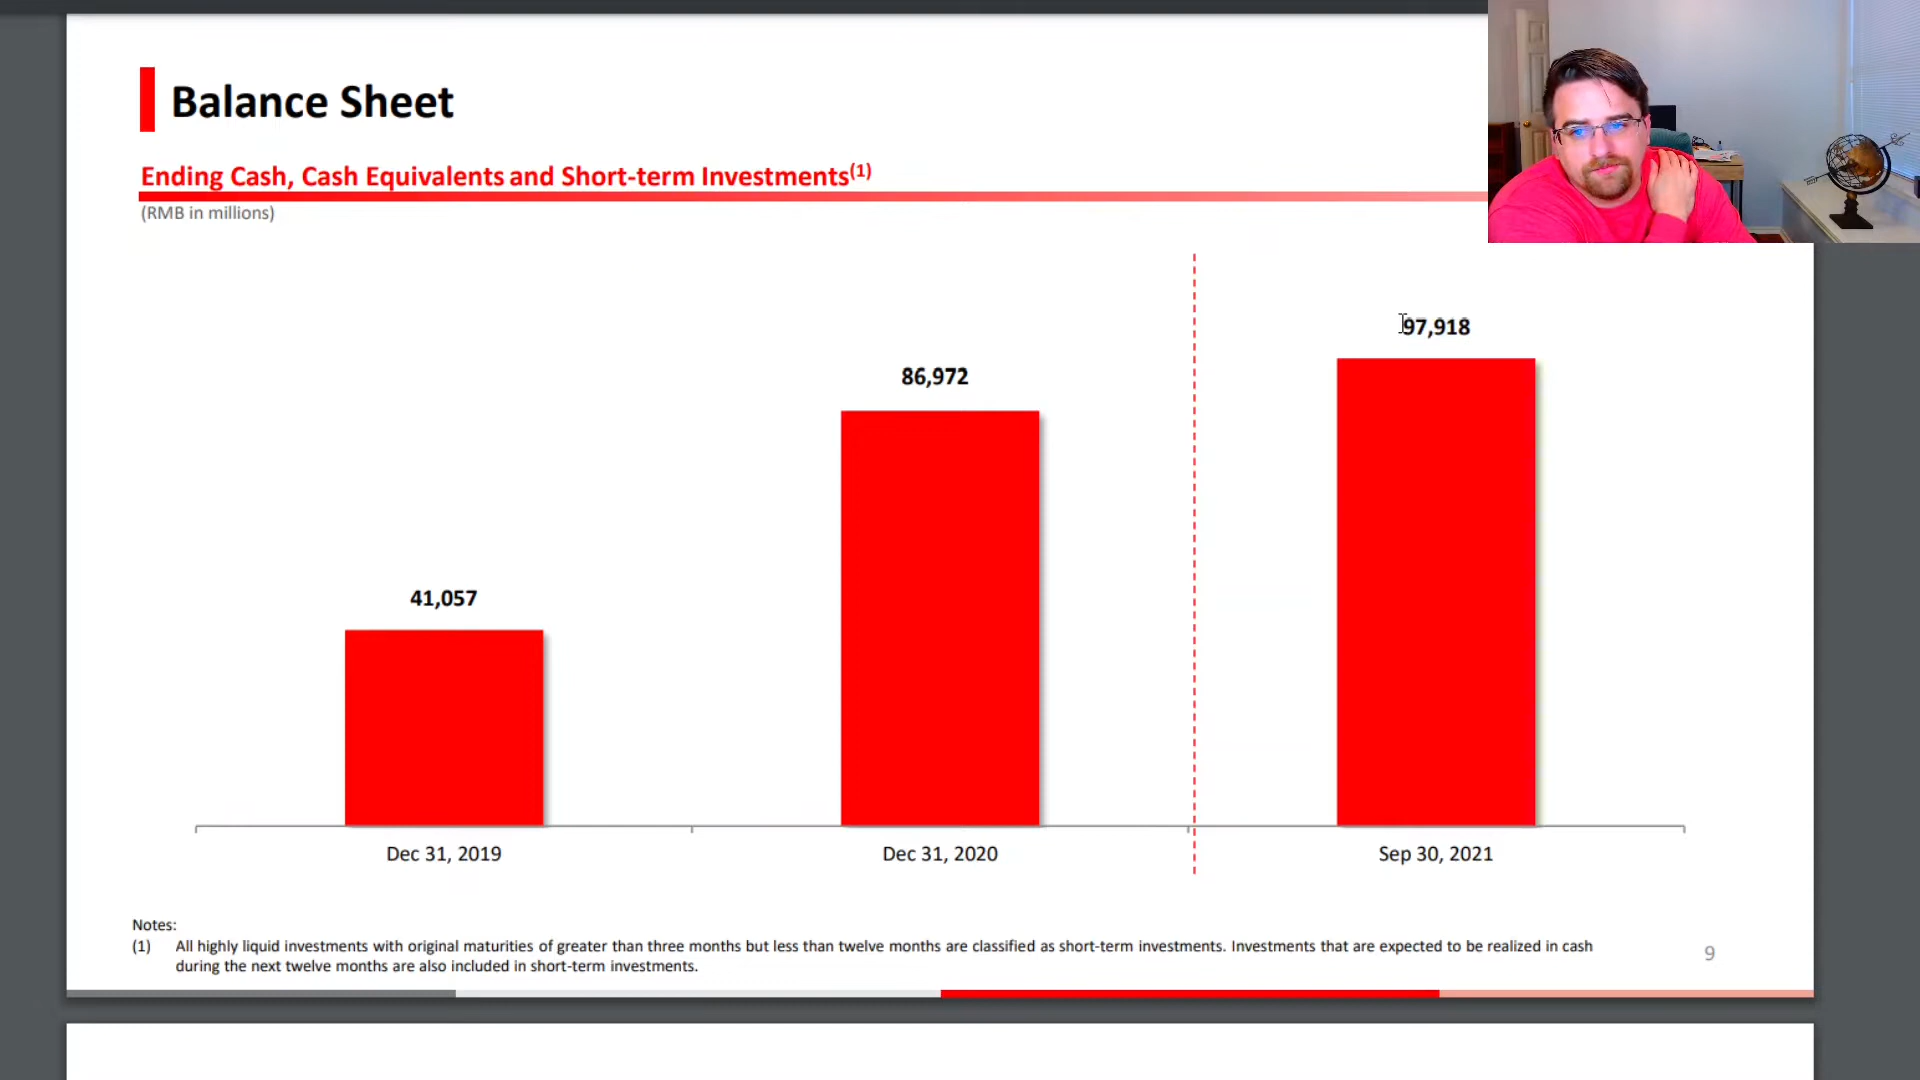 Balance Sheet
Ending Cash, Cash Equivalents and Short-term Investments(1)
(RMB in millions)
97,918
86,972
41,057
Dec 31, 2019
Dec 31, 2020
Sep 30, 2021
Notes:
(1) All highly liquid investments with original maturities of greater than three months but less than twelve months are classified as short-term investments. Investments that are expected to be realized in cash
during the next twelve months are also included in short-term investments.
9